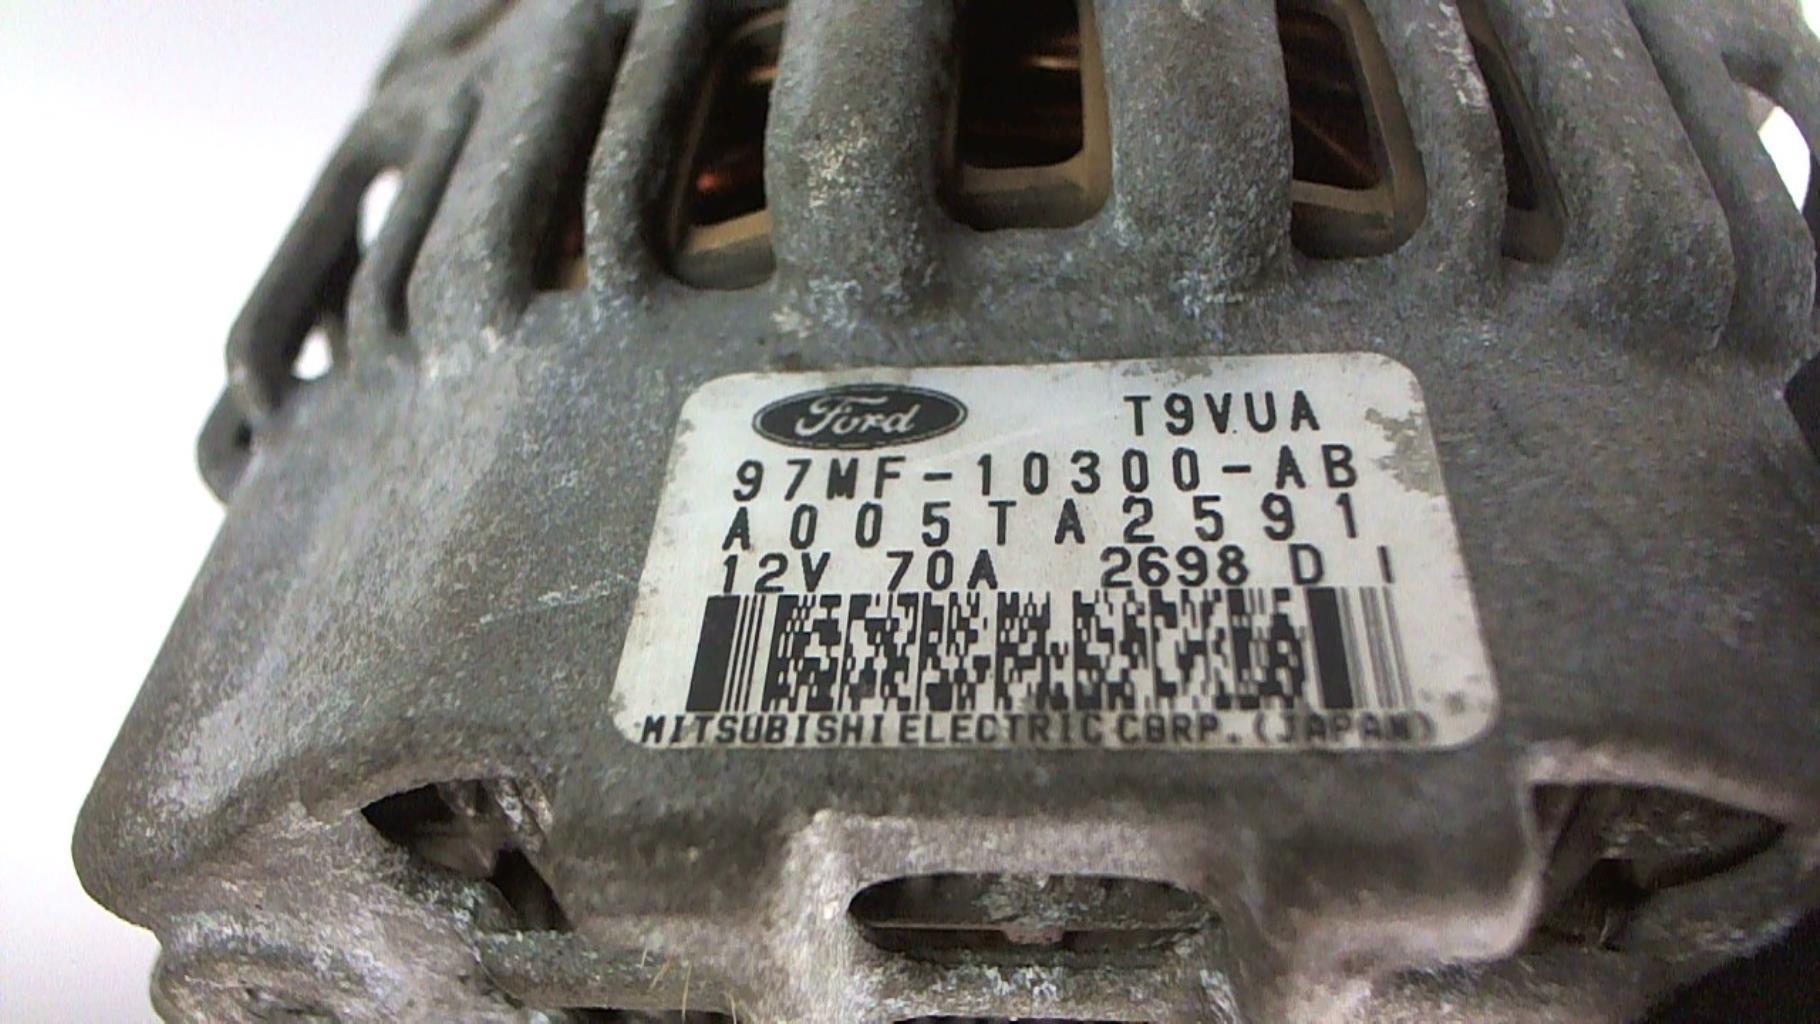 Ford T9VUA
97MF-10300-AB
A005TA2591
12V 70A 2698 D I
MITSUBISHI ELECTRIC CORP. (JAPAN)